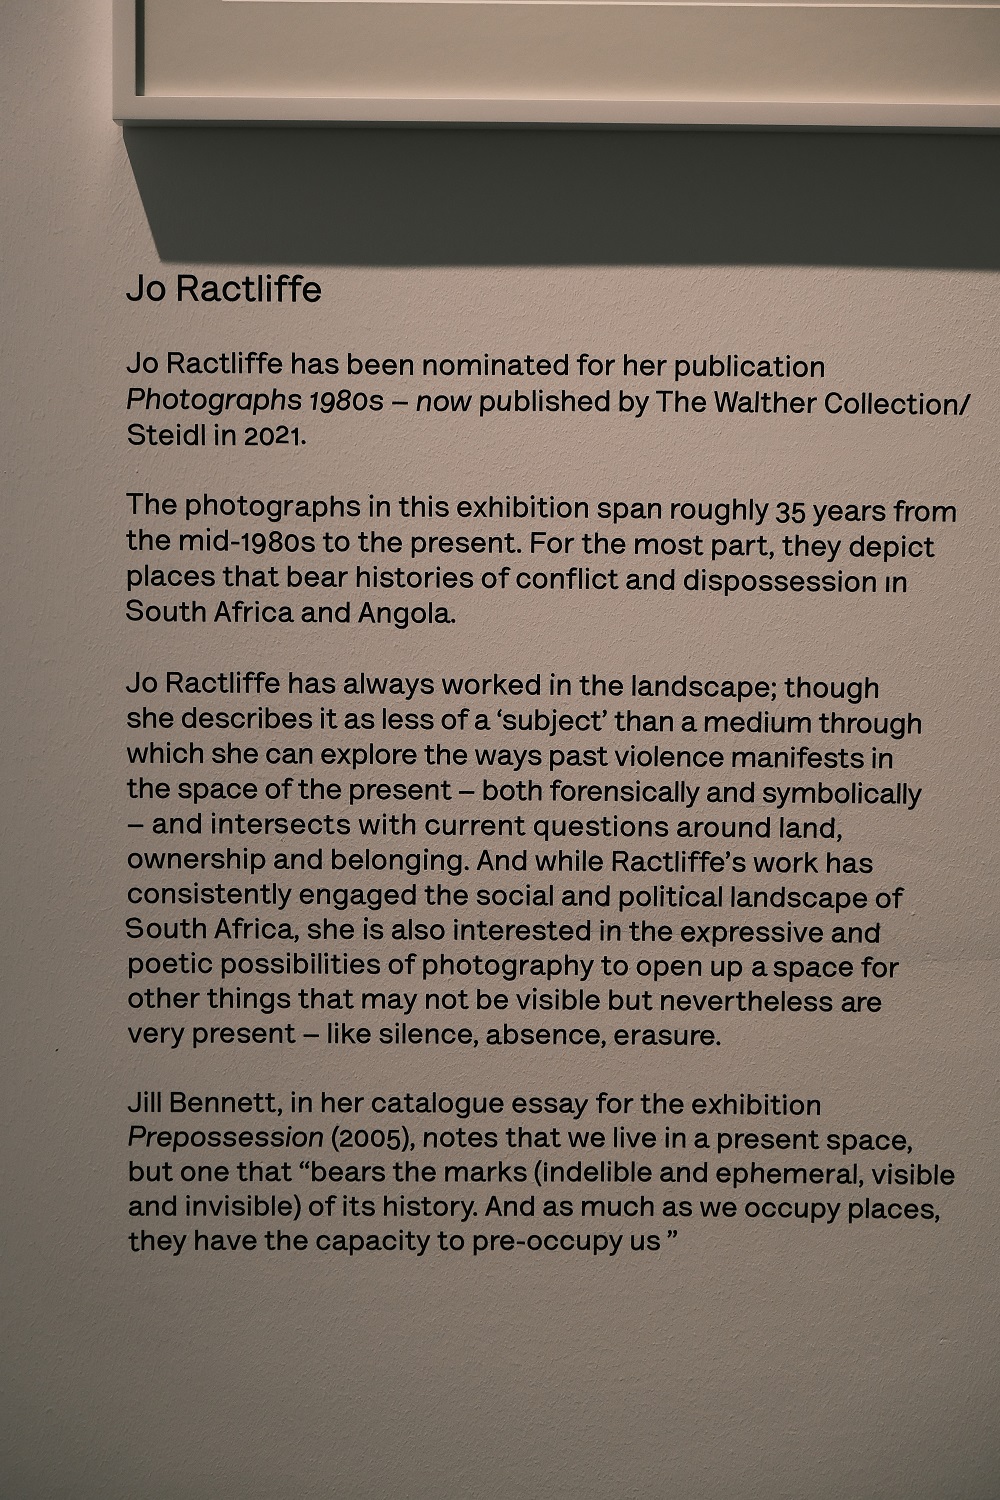 Jo Ractliffe
Jo Ractliffe has been nominated for her publication
Photographs 1980s – now published by The Walther Collection/
Steidl in 2021.
The photographs in this exhibition span roughly 35 years from
the mid-1980s to the present. For the most part, they depict
places that bear histories of conflict and dispossession in
South Africa and Angola.
Jo Ractliffe has always worked in the landscape; though
she describes it as less of a ‘subject’ than a medium through
which she can explore the ways past violence manifests in
the space of the present – both forensically and symbolically
– and intersects with current questions around land,
ownership and belonging. And while Ractliffe’s work has
consistently engaged the social and political landscape of
South Africa, she is also interested in the expressive and
poetic possibilities of photography to open up a space for
other things that may not be visible but nevertheless are
very present – like silence, absence, erasure.
Jill Bennett, in her catalogue essay for the exhibition
Prepossession (2005), notes that we live in a present space,
but one that “bears the marks (indelible and ephemeral, visible
and invisible) of its history. And as much as we occupy places,
they have the capacity to pre-occupy us ”